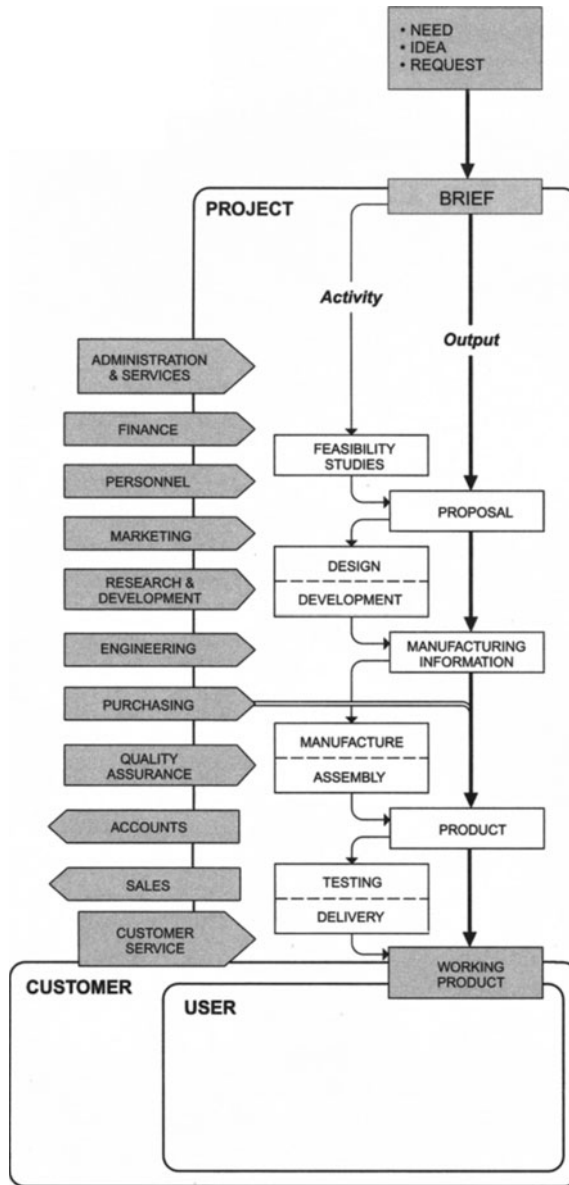 • NEED
• IDEA
• REQUEST
BRIEF
PROJECT
Activity
Output
ADMINISTRATION
& SERVICES
FINANCE
PERSONNEL
MARKETING
RESEARCH &
DEVELOPMENT
ENGINEERING
PURCHASING
QUALITY
ASSURANCE
ACCOUNTS
SALES
CUSTOMER
SERVICE
FEASIBILITY
STUDIES
PROPOSAL
DESIGN
DEVELOPMENT
MANUFACTURING
INFORMATION
MANUFACTURE
ASSEMBLY
PRODUCT
TESTING
DELIVERY
WORKING
PRODUCT
CUSTOMER
USER